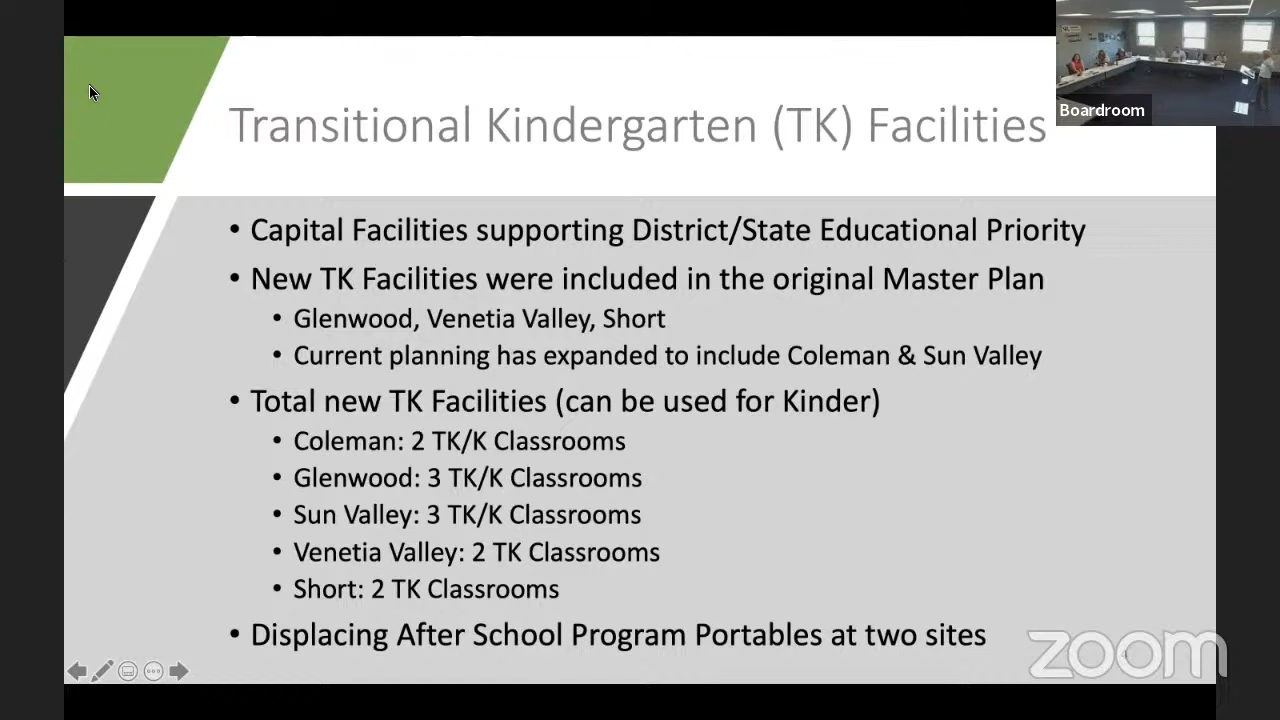 Boardroom
Transitional Kindergarten (TK) Facilities
• Capital Facilities supporting District/State Educational Priority
• New TK Facilities were included in the original Master Plan
• Glenwood, Venetia Valley, Short
• Current planning has expanded to include Coleman & Sun Valley
• Total new TK Facilities (can be used for Kinder)
• Coleman: 2 TK/K Classrooms
• Glenwood: 3 TK/K Classrooms
• Sun Valley: 3 TK/K Classrooms
• Venetia Valley: 2 TK Classrooms
• Short: 2 TK Classrooms
• Displacing After School Program Portables at two sites
zoom
4